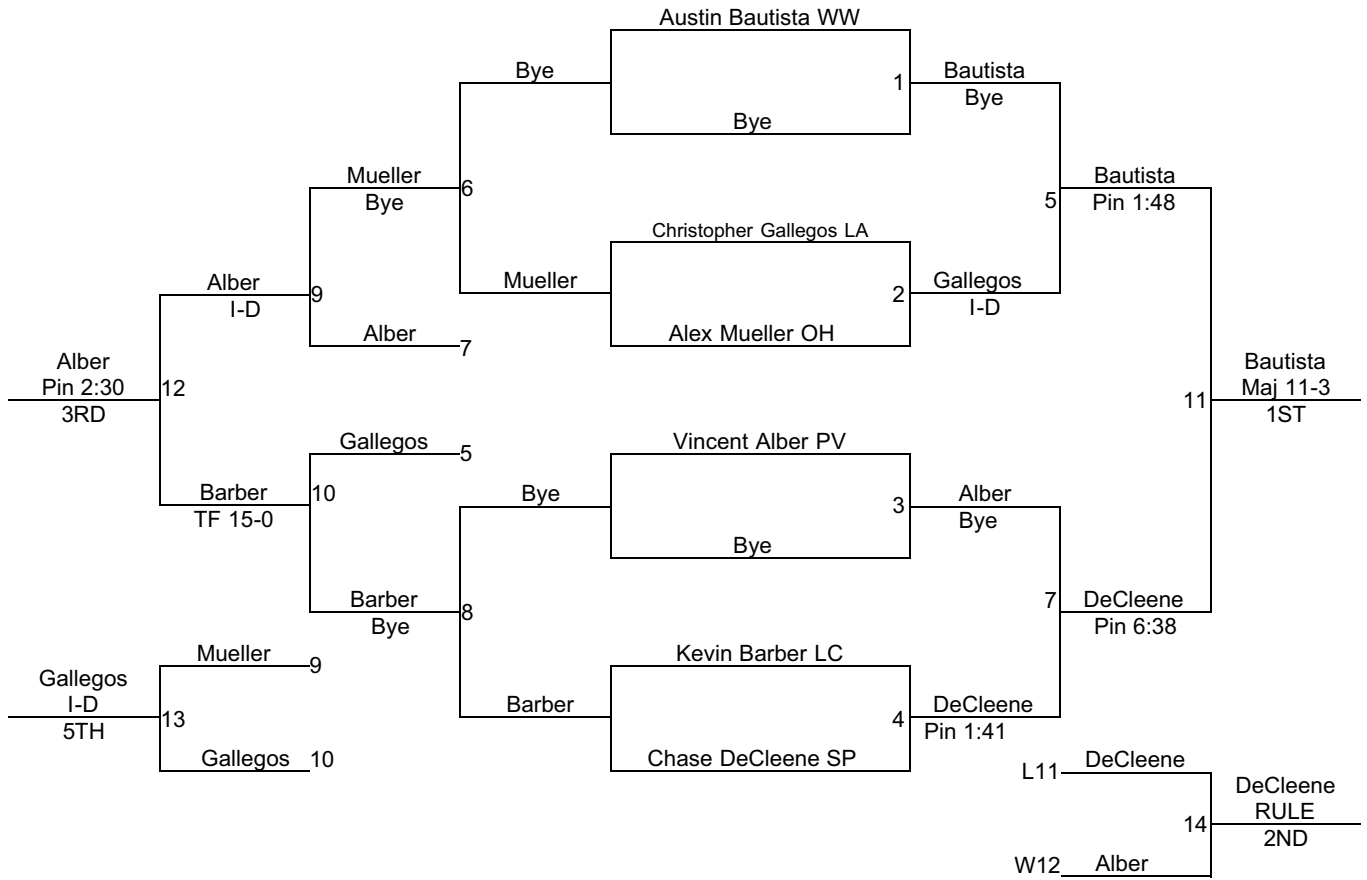 Austin Bautista WW
Bye
1
Bautista
Bye
Bye
Mueller
Bye
6
Bautista
Pin 1:48
5
Christopher Gallegos LA
Alber
I-D
9
Mueller
2
Gallegos
I-D
Alber
7
Alex Mueller OH
Alber
Pin 2:30
3RD
12
11
Bautista
Maj 11-3
1ST
Gallegos
5
Vincent Alber PV
Barber
TF 15-0
10
Bye
3
Alber
Bye
Bye
Barber
Bye
8
7
DeCleene
Pin 6:38
Mueller
9
Kevin Barber LC
Gallegos
I-D
5TH
13
Barber
4
DeCleene
Pin 1:41
Gallegos
10
Chase DeCleene SP
L11
DeCleene
14
DeCleene
RULE
2ND
W12
Alber